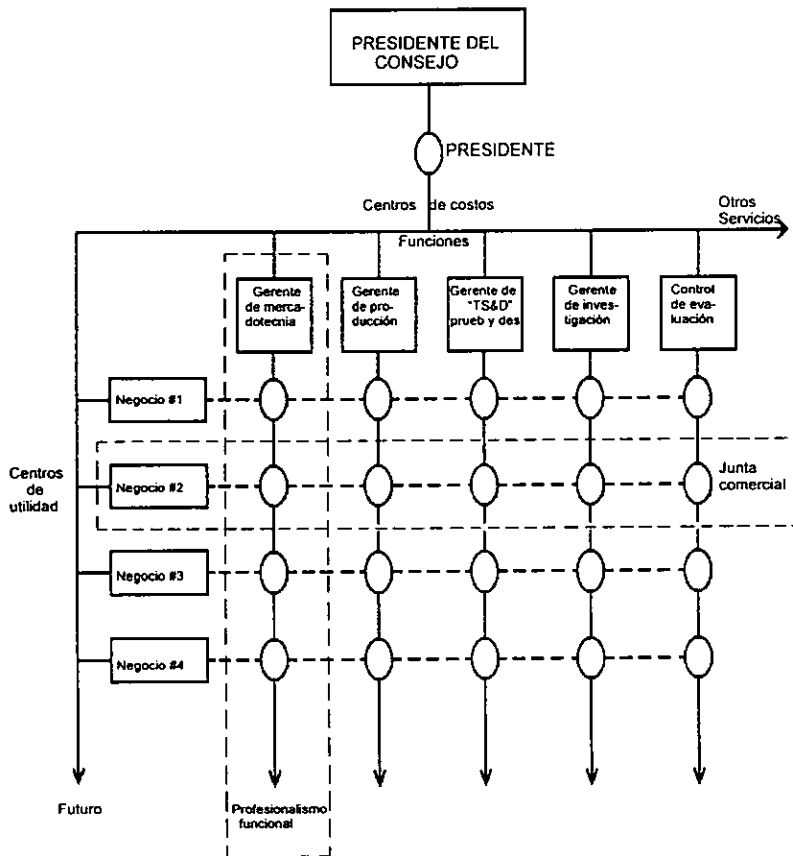 PRESIDENTE DEL
CONSEJO
PRESIDENTE
Centros de costos
Otros
Servicios
Funciones
Gerente
de merca-
dotecnia
Gerente
de pro-
ducción
Gerente de
"TS&D"
prueb y des
Gerente
de inves-
tigación
Control
de eva-
luación
Negocio #1
Centros
de
utilidad
Negocio #2
Junta
comercial
Negocio #3
Negocio #4
Futuro
Profesionalismo
funcional